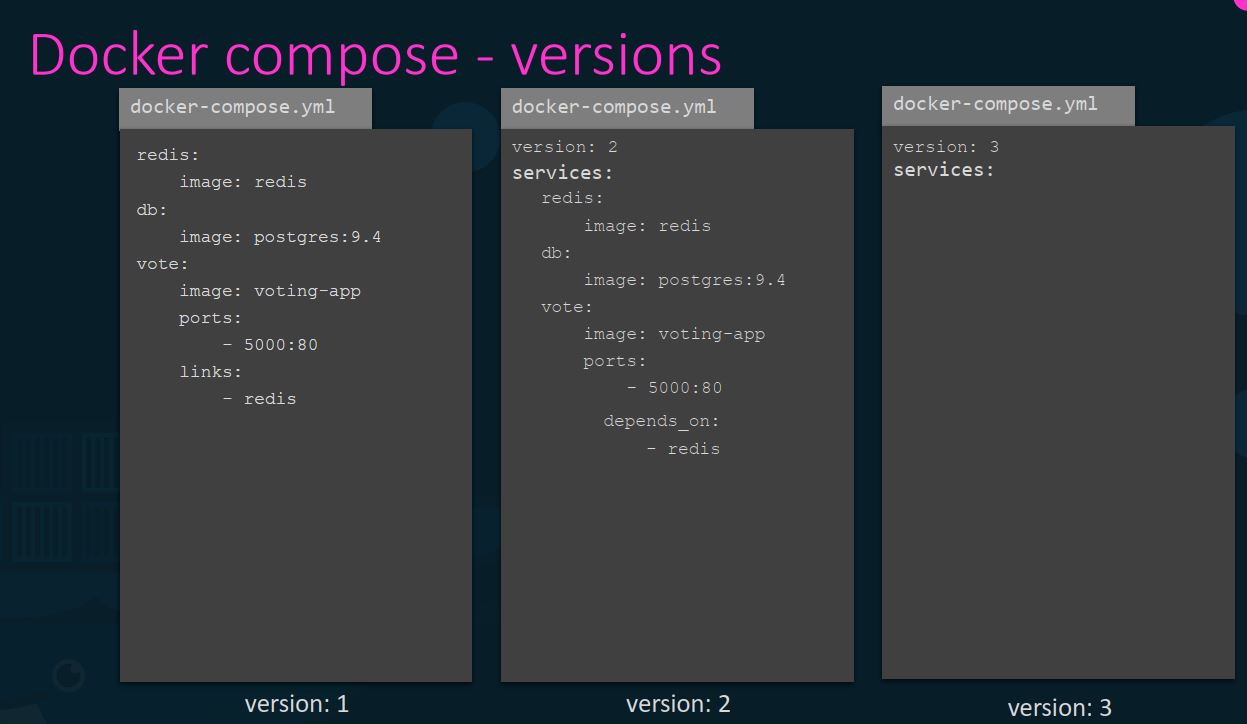 Docker compose - versions
docker-compose.yml
redis:
    image: redis
db:
    image: postgres:9.4
vote:
    image: voting-app
    ports:
        - 5000:80
    links:
        - redis
version: 1
docker-compose.yml
version: 2
services:
   redis:
       image: redis
   db:
       image: postgres:9.4
   vote:
       image: voting-app
       ports:
           - 5000:80
         depends_on:
             - redis
version: 2
docker-compose.yml
version: 3
services:
version: 3